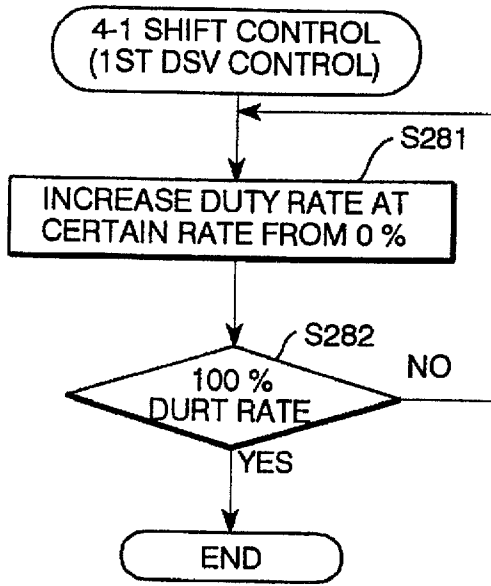 4-1 SHIFT CONTROL
(1ST DSV CONTROL)
S281
INCREASE DUTY RATE AT
CERTAIN RATE FROM 0 %
S282
100 %
DURT RATE
NO
YES
END